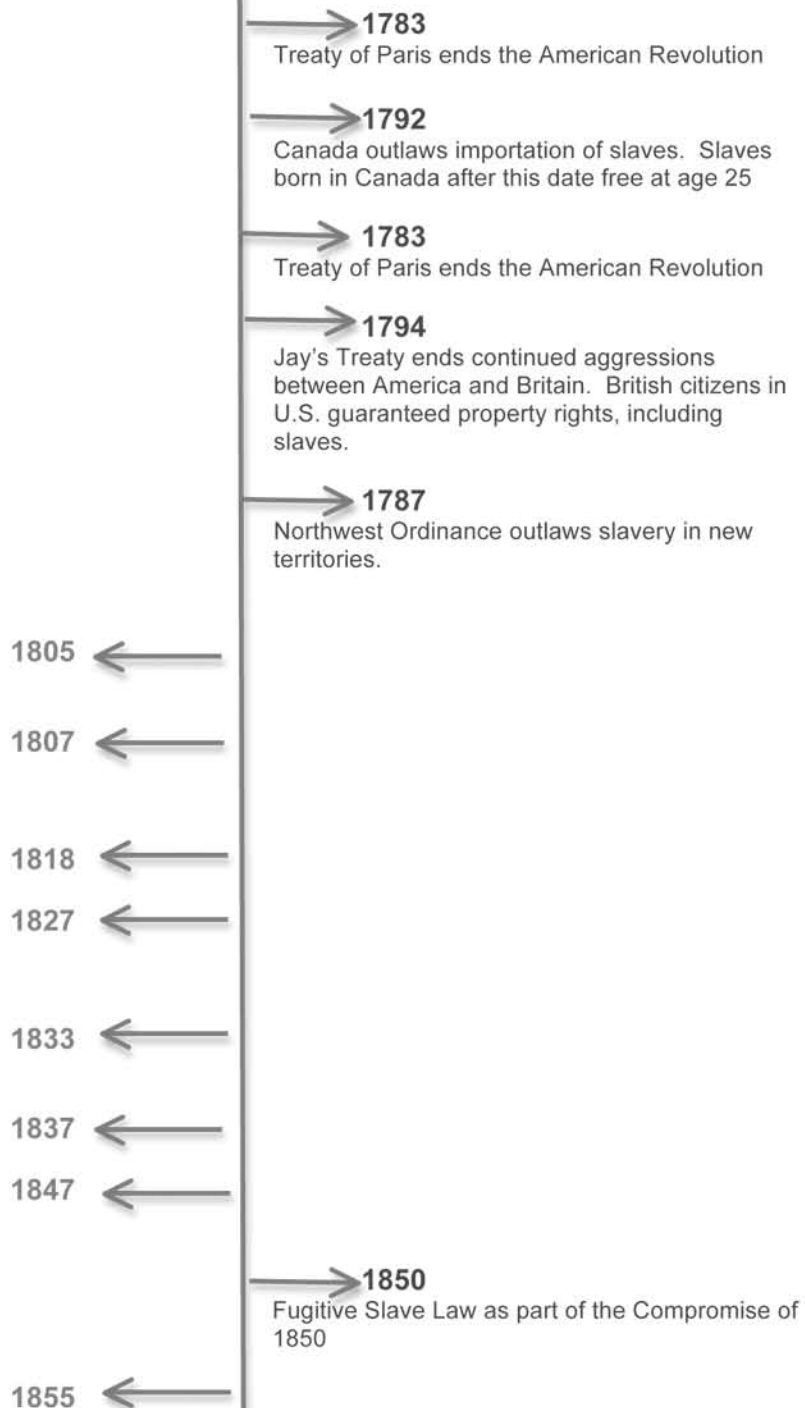 1783
Treaty of Paris ends the American Revolution
1792
Canada outlaws importation of slaves.  Slaves
born in Canada after this date free at age 25
1783
Treaty of Paris ends the American Revolution
1794
Jay's Treaty ends continued aggressions
between America and Britain.  British citizens in
U.S. guaranteed property rights, including
slaves.
1787
Northwest Ordinance outlaws slavery in new
territories.
1805
1807
1818
1827
1833
1837
1847
1850
Fugitive Slave Law as part of the Compromise of
1850
1855